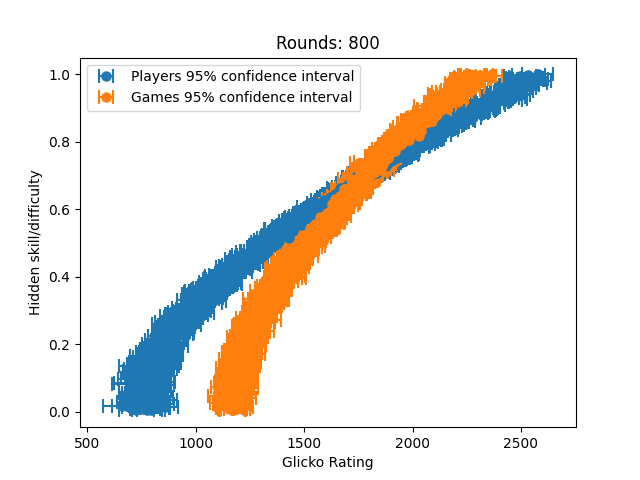 Rounds: 800
Players 95% confidence interval
Games 95% confidence interval
Hidden skill/difficulty
1.0
0.8
0.6
0.4
0.2
0.0
500 1000 1500 2000 2500
Glicko Rating